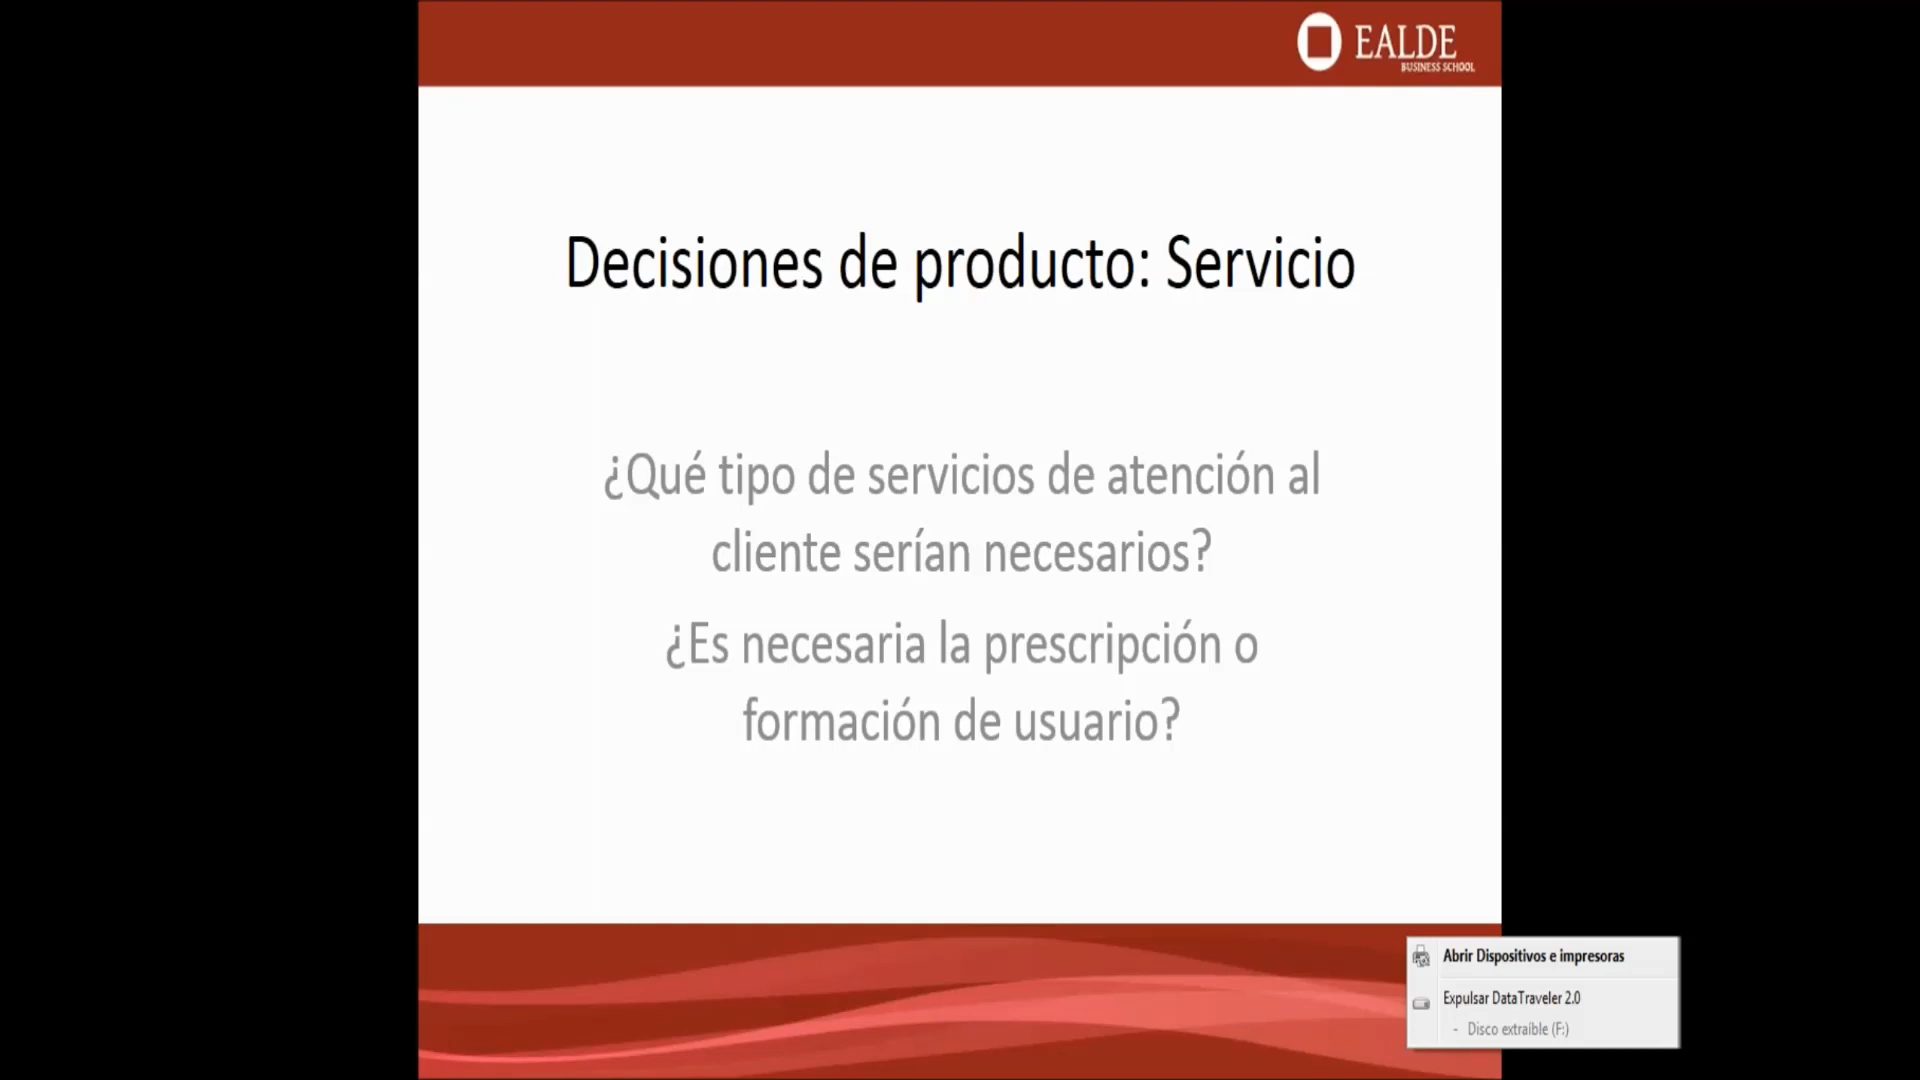 EALDE
BUSINESS SCHOOL
Decisiones de producto: Servicio
¿Qué tipo de servicios de atención al
cliente serían necesarios?
¿Es necesaria la prescripción o
formación de usuario?
Abrir Dispositivos e impresoras
Expulsar DataTraveler 2.0
- Disco extraíble (F:)